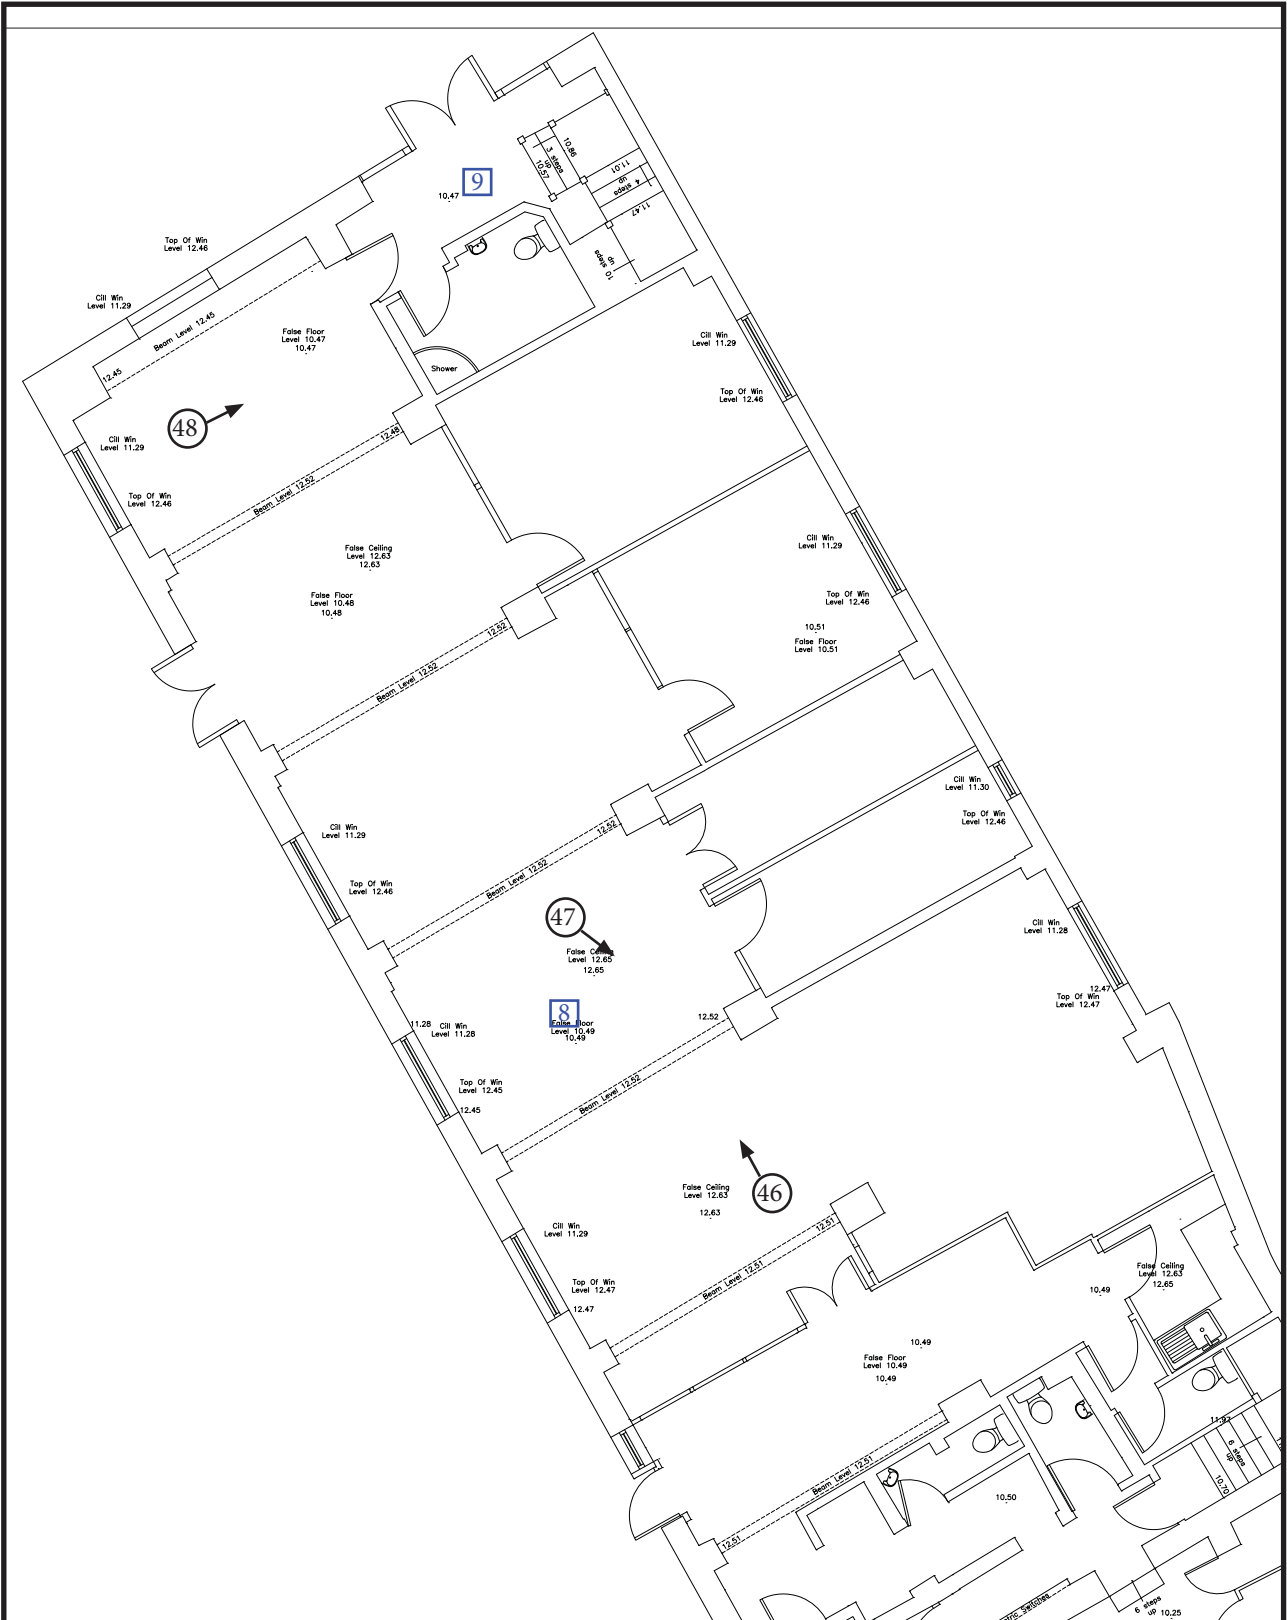 9
10.47
10.86
3 steps
up
10.57
11.01
4 steps
up
11.47
10 steps
up
Top Of Win
Level 12.46
Cill Win
Level 11.29
Beam Level 12.45
12.45
False Floor
Level 10.47
10.47
Shower
Cill Win
Level 11.29
Top Of Win
Level 12.46
48
Cill Win
Level 11.29
12.48
Top Of Win
Level 12.46
Beam Level 12.52
False Ceiling
Level 12.63
12.63
False Floor
Level 10.48
10.48
Cill Win
Level 11.29
Top Of Win
Level 12.46
10.51
False Floor
Level 10.51
12.52
Beam Level 12.52
Cill Win
Level 11.30
Top Of Win
Level 12.46
Cill Win
Level 11.29
12.52
Beam Level 12.52
Top Of Win
Level 12.46
47
False Ceiling
Level 12.65
12.65
Cill Win
Level 11.28
12.47
Top Of Win
Level 12.47
8
False Floor
Level 10.49
10.49
11.28
Cill Win
Level 11.28
12.52
Beam Level 12.52
Top Of Win
Level 12.45
12.45
46
False Ceiling
Level 12.63
12.63
Cill Win
Level 11.29
12.51
Beam Level 12.51
Top Of Win
Level 12.47
12.47
False Ceiling
Level 12.63
12.65
10.49
10.49
False Floor
Level 10.49
10.49
11.97
6 steps
up
10.70
Beam Level 12.51
12.51
10.50
6 steps
up 10.25
Switches